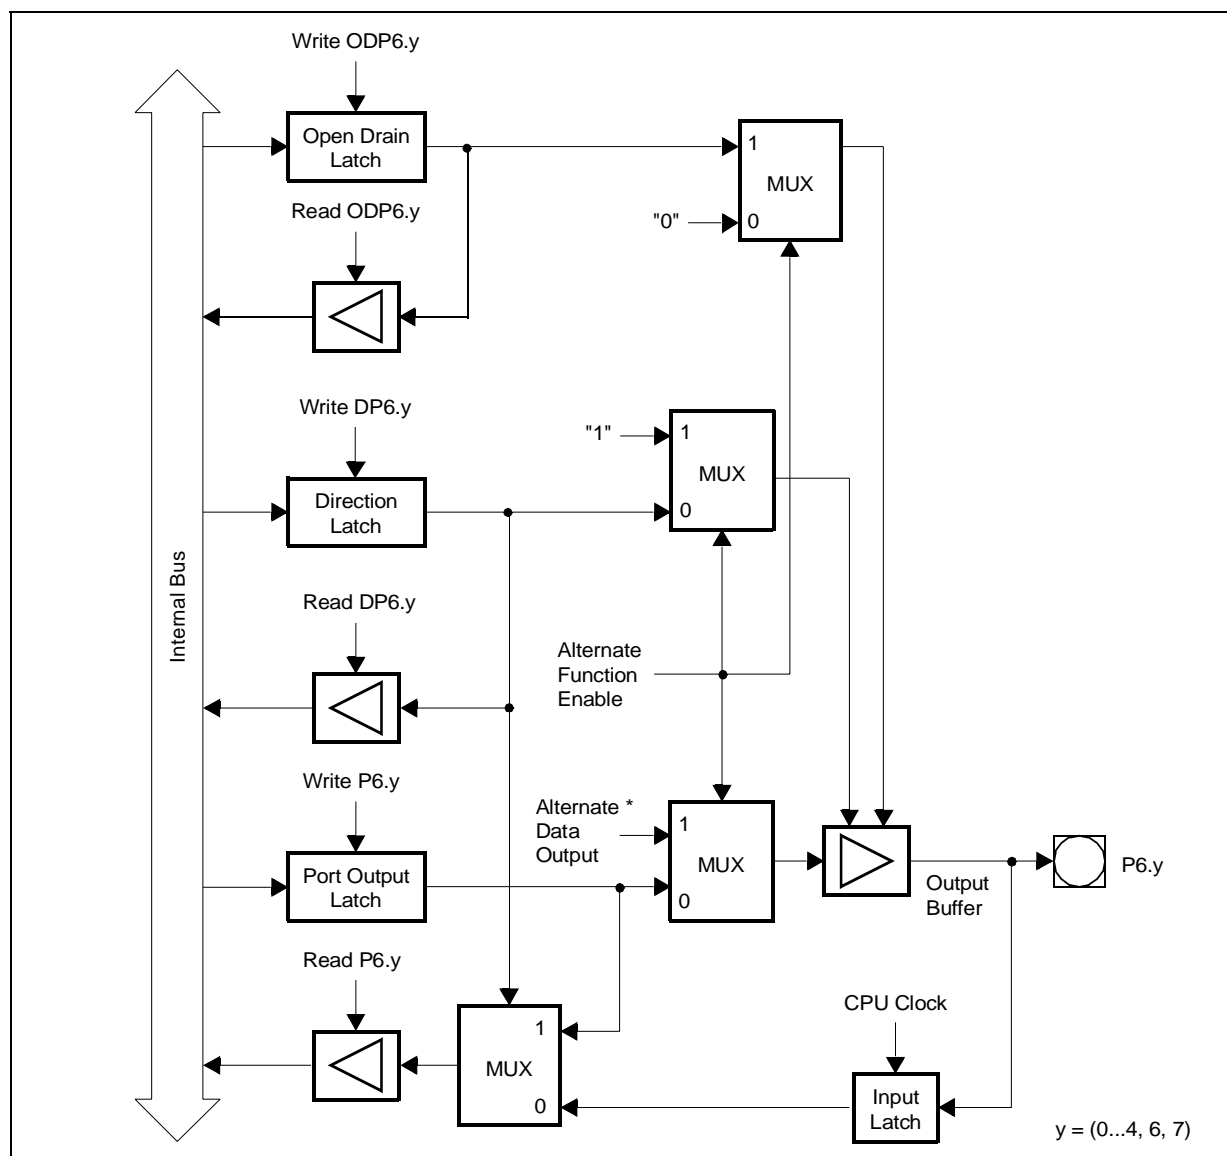 Write ODP6.y
Open Drain
Latch
1
MUX
Read ODP6.y
"0"
0
Write DP6.y
"1"
1
MUX
Direction
Latch
0
Internal Bus
Read DP6.y
Alternate
Function
Enable
Write P6.y
Alternate *
Data
Output
1
MUX
0
Port Output
Latch
Output
Buffer
P6.y
Read P6.y
CPU Clock
1
MUX
0
Input
Latch
y = (0...4, 6, 7)